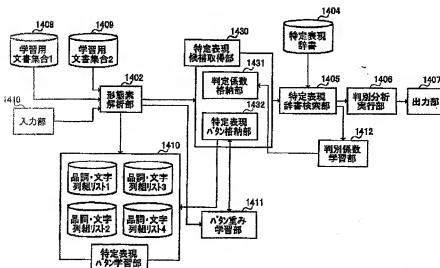 1408
学習用
文書集合1
1409
学習用
文書集合2
1410
入力部
1402
形態素
解析部
1430
特定表現
候補取得部
1431
判定係数
格納部
1432
特定表現
パタン格納部
1404
特定表現
辞書
1405
特定表現
辞書検索部
1406
判別分析
実行部
1407
出力部
1412
判別係数
学習部
1410
品詞・文字
列組リスト1
品詞・文字
列組リスト3
品詞・文字
列組リスト2
品詞・文字
列組リスト4
特定表現
パタン学習部
1411
パタン重み
学習部